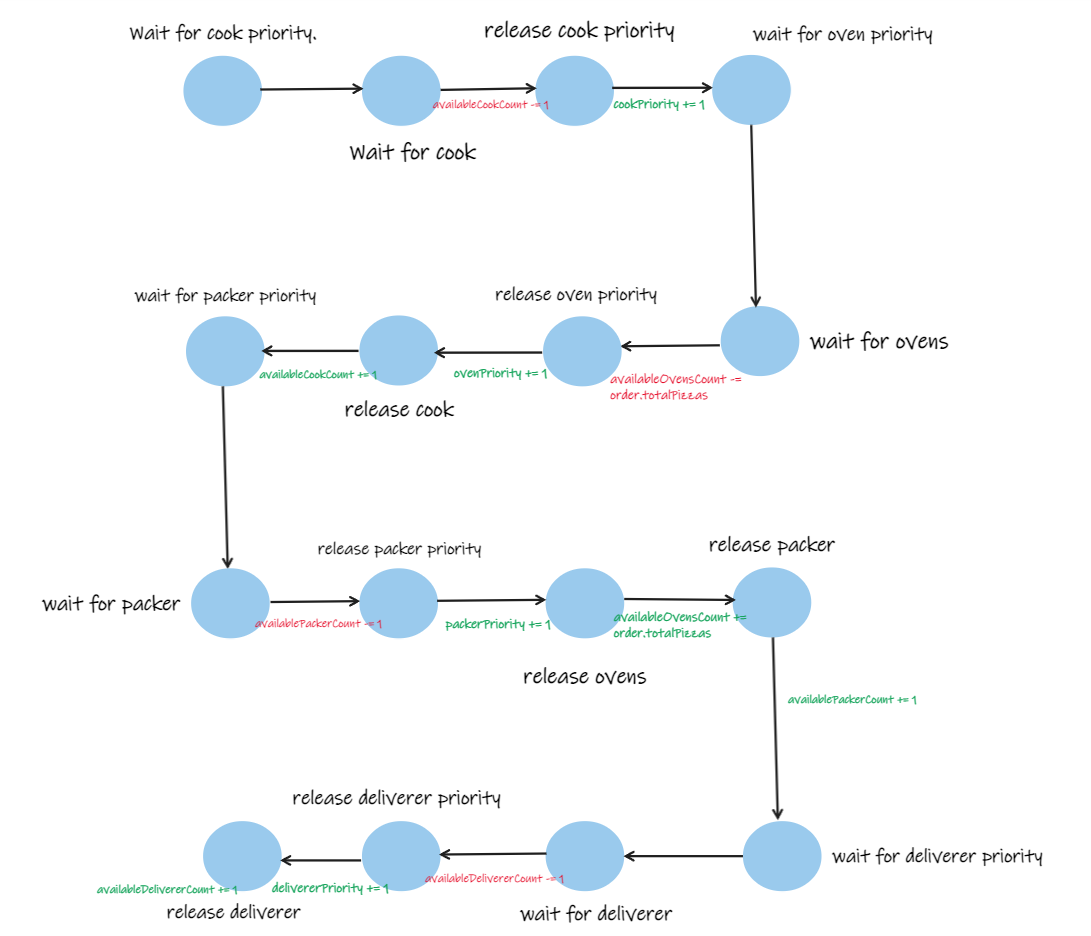 Wait for cook priority.
release cook priority
wait for oven priority
availableCookCount -= 1
cookPriority += 1
Wait for cook
wait for packer priority
release oven priority
wait for ovens
availableCookCount += 1
ovenPriority += 1
availableOvensCount -=
order.totalPizzas
release cook
release packer priority
release packer
wait for packer
availablePackerCount -= 1
packerPriority += 1
availableOvensCount +=
order.totalPizzas
release ovens
availablePackerCount += 1
release deliverer priority
wait for deliverer priority
availableDelivererCount += 1
delivererPriority += 1
availableDelivererCount -= 1
release deliverer
wait for deliverer